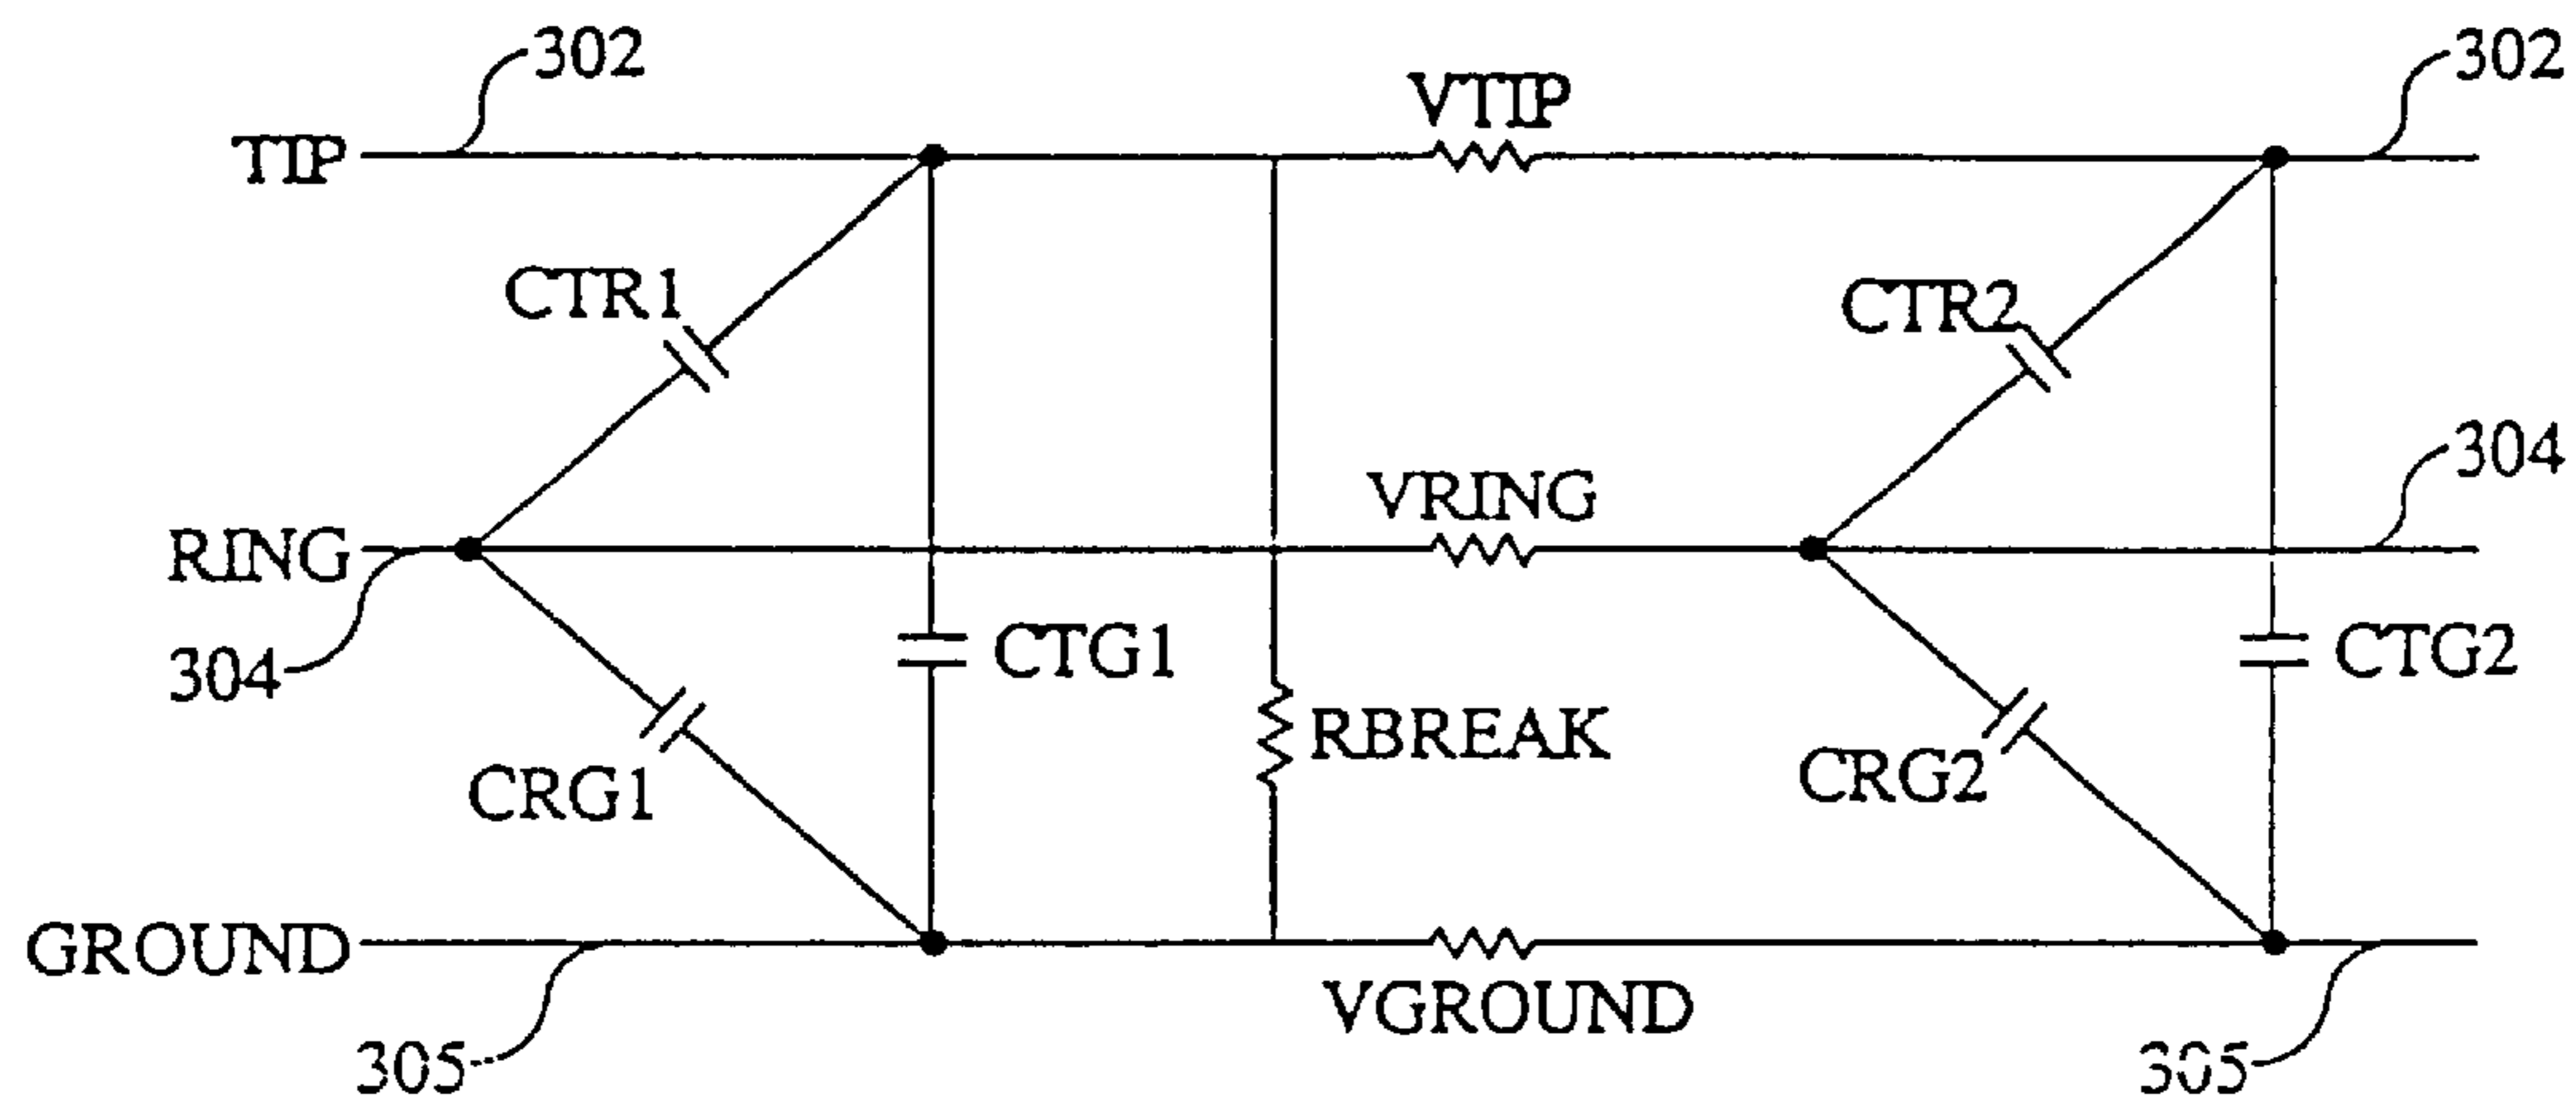 302
302
VTIP
TIP
CTR1
CTR2
304
VRING
RING
CTG1
CTG2
304
RBREAK
CRG1
CRG2
GROUND
VGROUND
305
305